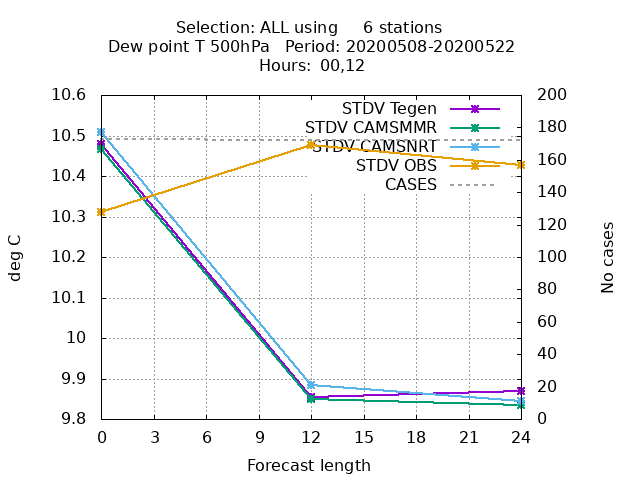 Selection: ALL using     6 stations
Dew point T 500hPa   Period: 20200508-20200522
Hours: 00,12
10.6
10.5
10.4
10.3
10.2
10.1
10
9.9
9.8
deg C
STDV Tegen
STDV CAMSMMR
STDV CAMSNRT
STDV OBS
CASES
200
180
160
140
120
100
80
60
40
20
0
No cases
0 3 6 9 12 15 18 21 24
Forecast length